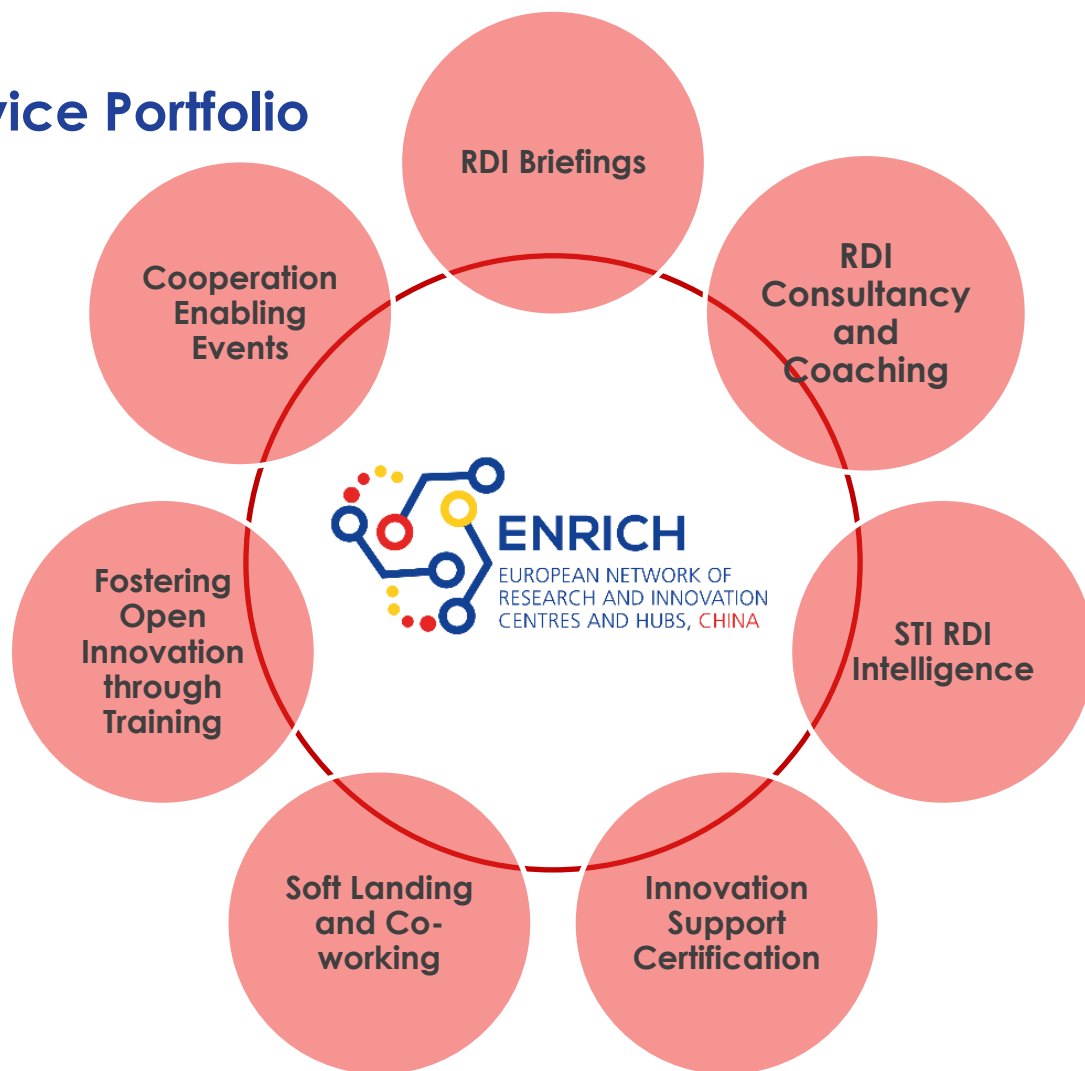 vice Portfolio
RDI Briefings
RDI
Consultancy
and
Coaching
STI RDI
Intelligence
Innovation
Support
Certification
Soft Landing
and Co-
working
Fostering
Open
Innovation
through
Training
Cooperation
Enabling
Events
ENRICH
EUROPEAN NETWORK OF
RESEARCH AND INNOVATION
CENTRES AND HUBS, CHINA